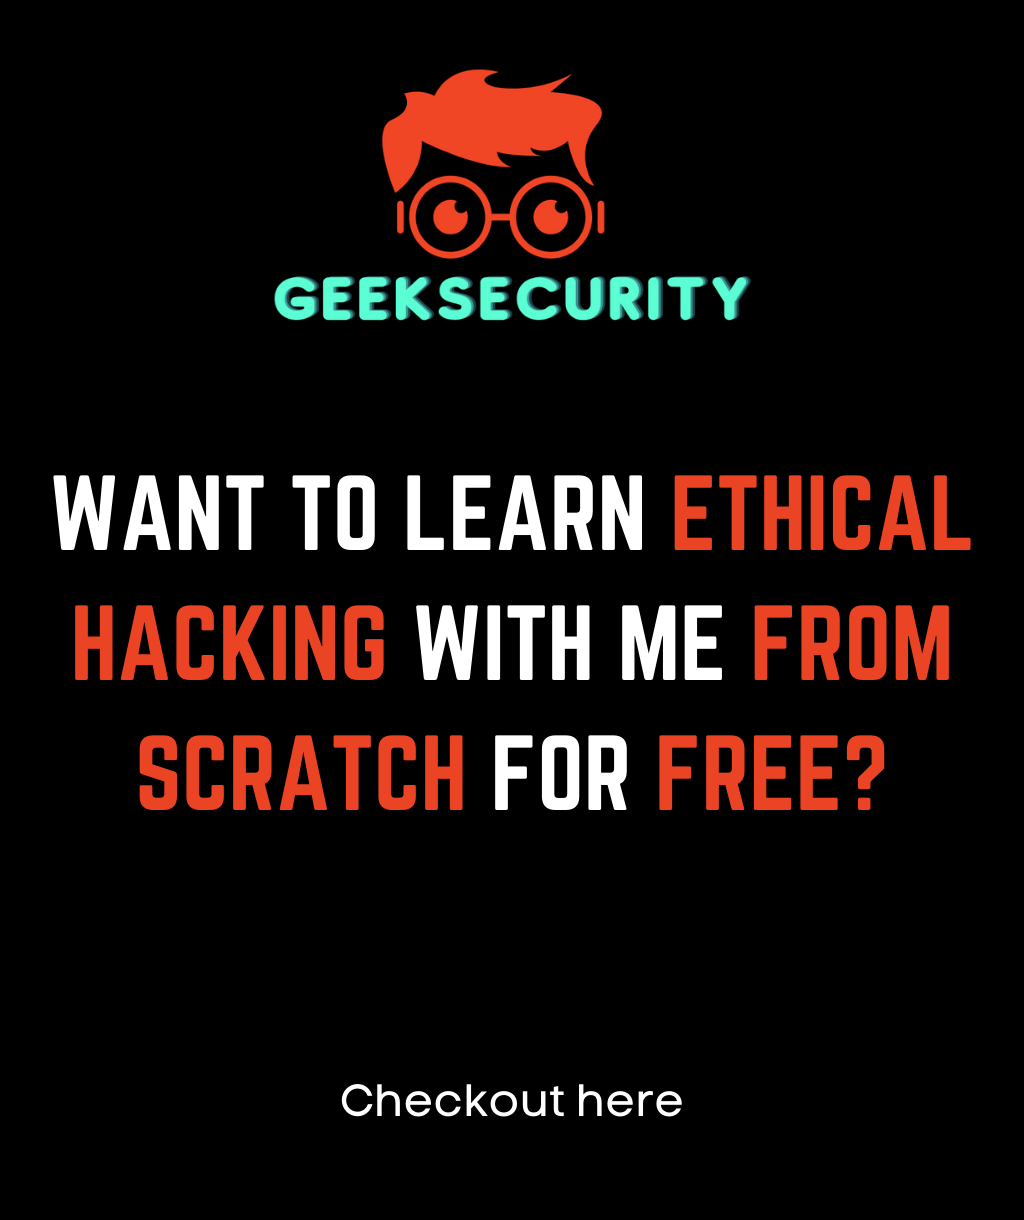 GEEKSECURITY
WANT TO LEARN ETHICAL
HACKING WITH ME FROM
SCRATCH FOR FREE?
Checkout here